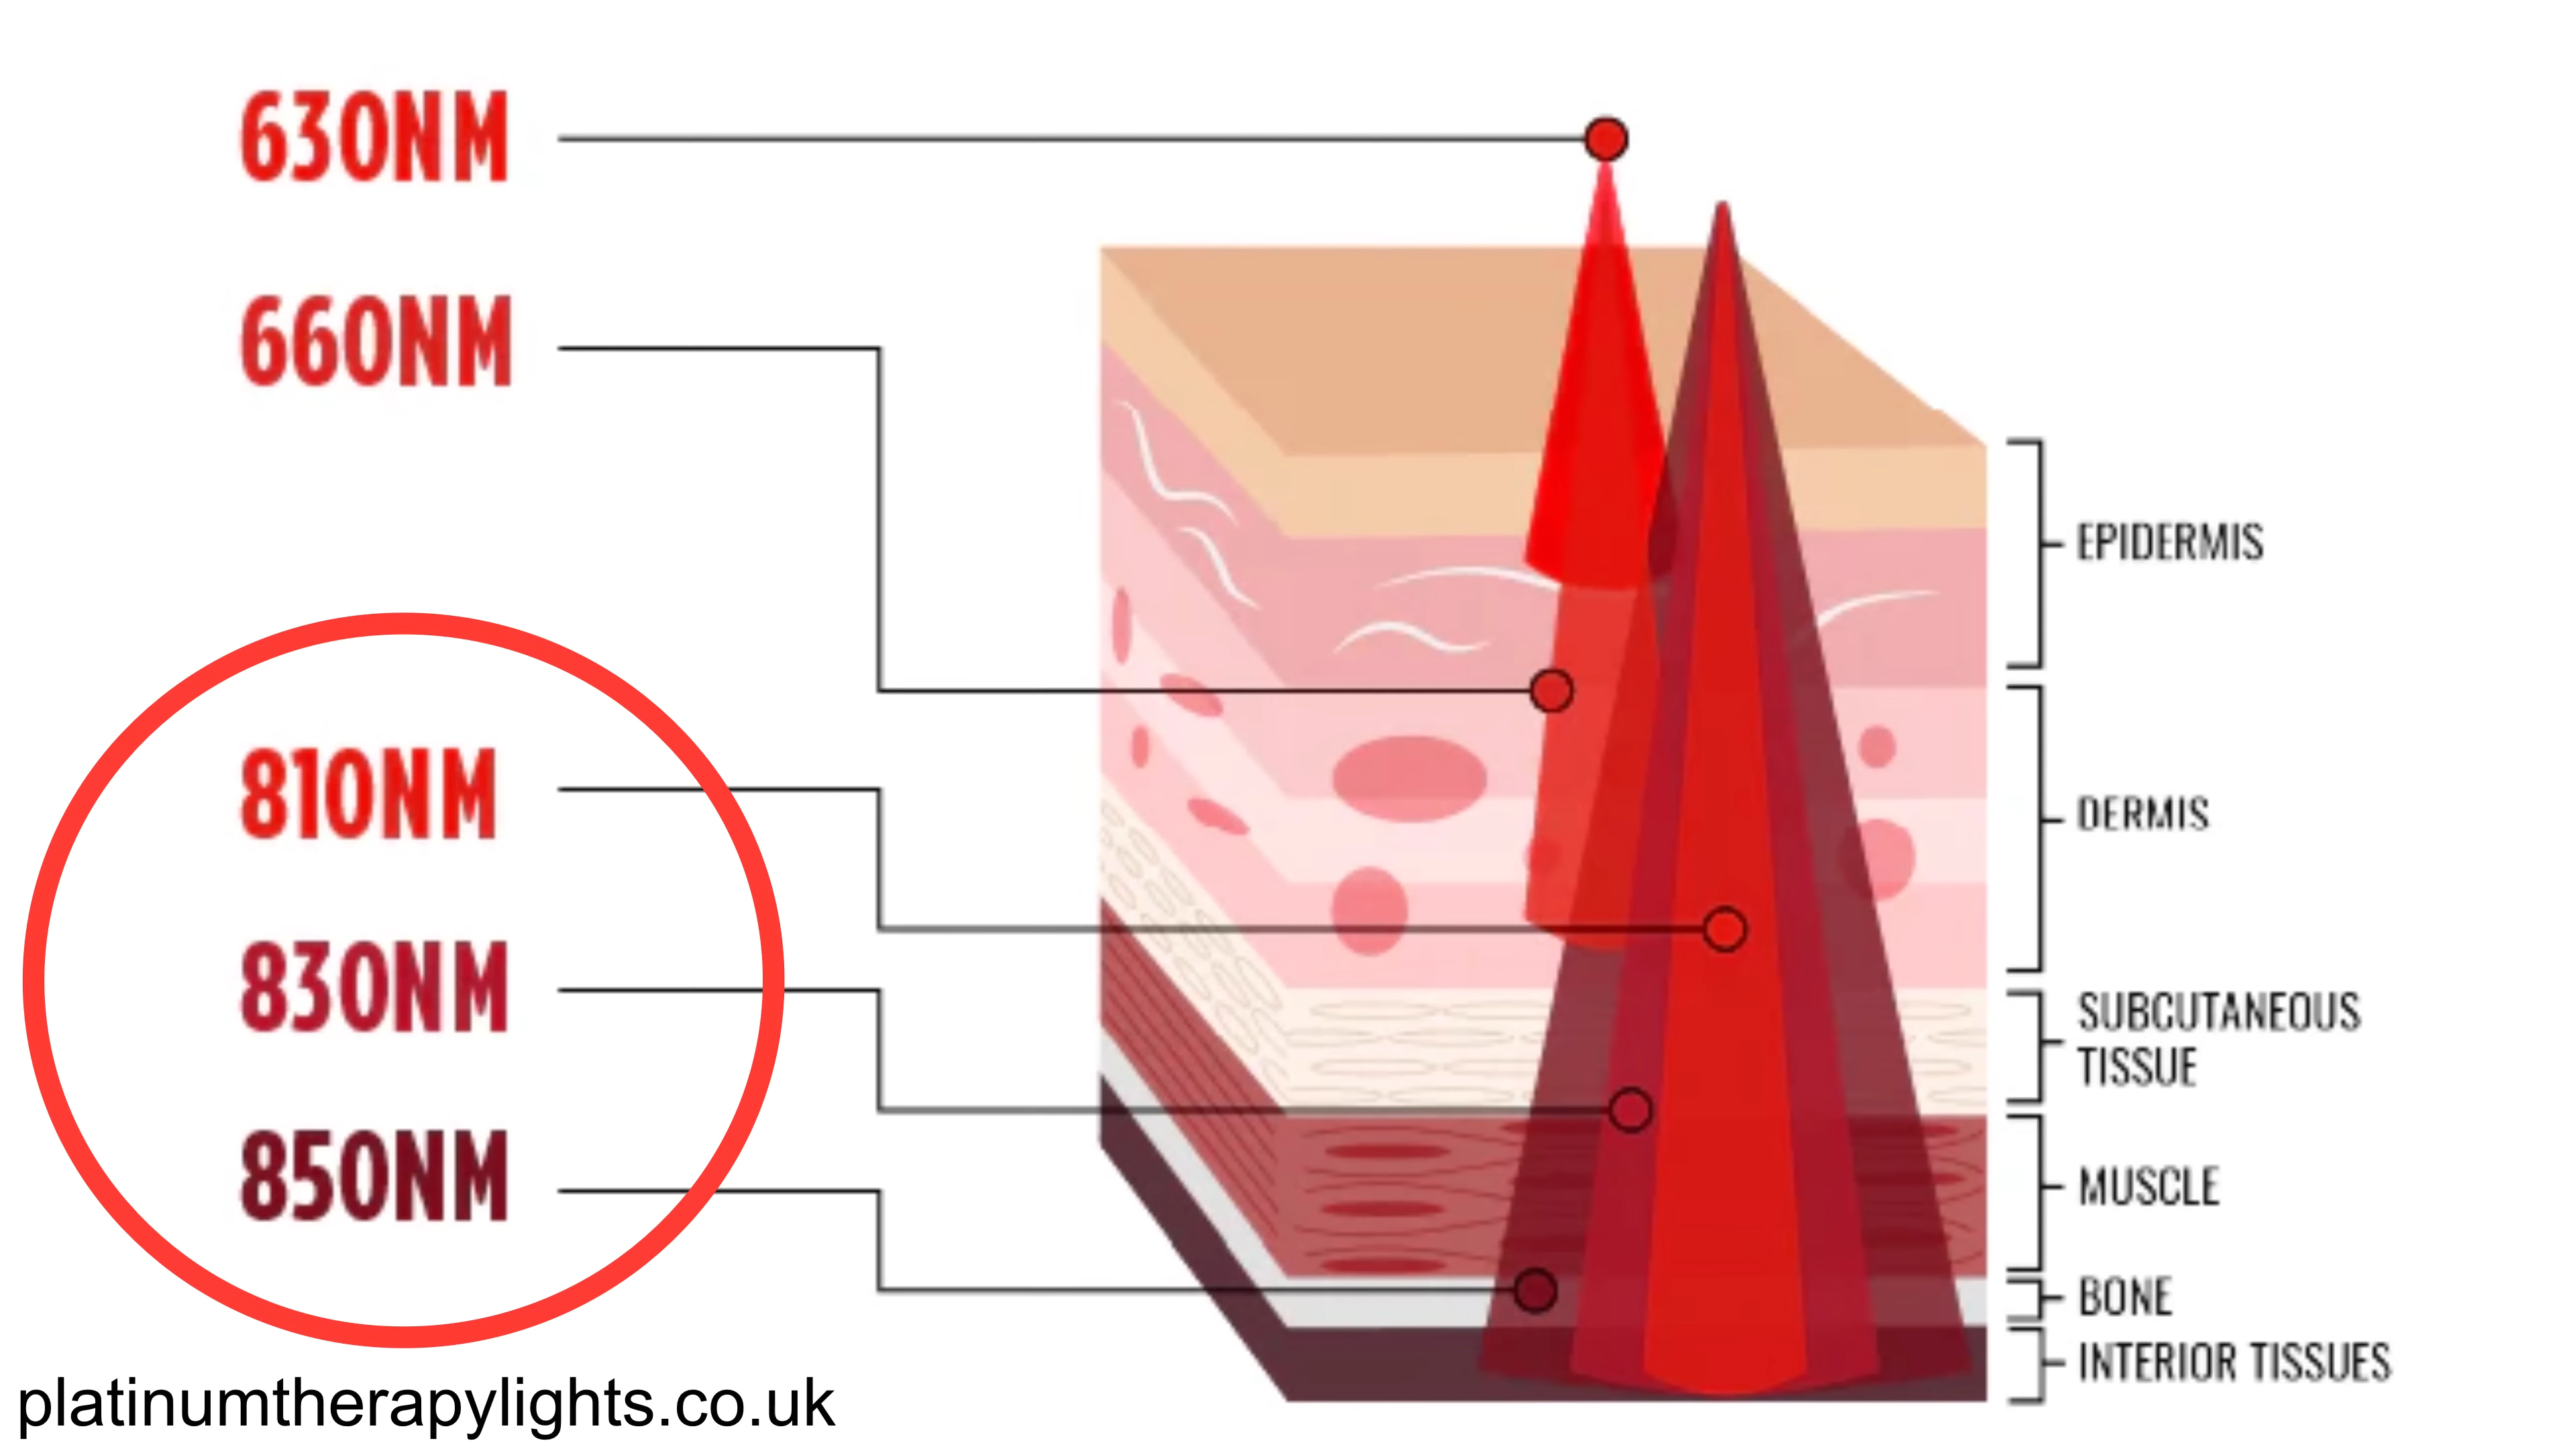 630NM
660NM
810NM
830NM
850NM
EPIDERMIS
DERMIS
SUBCUTANEOUS
TISSUE
MUSCLE
BONE
INTERIOR TISSUES
platinumtherapylights.co.uk